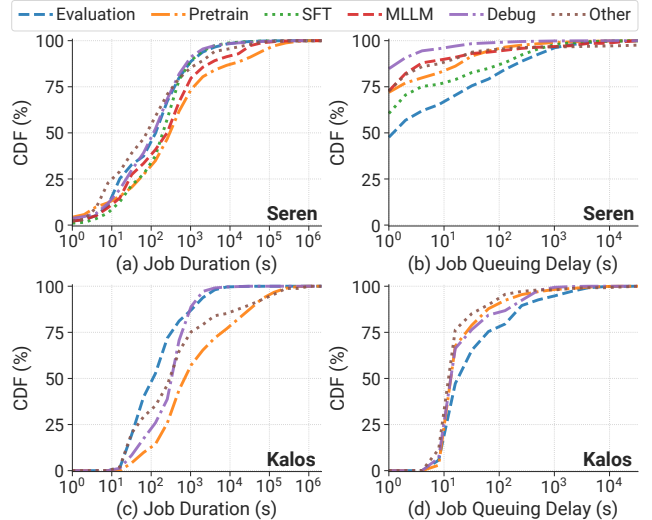 Evaluation Pretrain SFT MLLM Debug Other
CDF (%)
100
75
50
25
0
Seren
10^0 10^1 10^2 10^3 10^4 10^5 10^6
(a) Job Duration (s)
CDF (%)
100
75
50
25
0
Seren
10^0 10^1 10^2 10^3 10^4
(b) Job Queuing Delay (s)
CDF (%)
100
75
50
25
0
Kalos
10^0 10^1 10^2 10^3 10^4 10^5 10^6
(c) Job Duration (s)
CDF (%)
100
75
50
25
0
Kalos
10^0 10^1 10^2 10^3 10^4
(d) Job Queuing Delay (s)